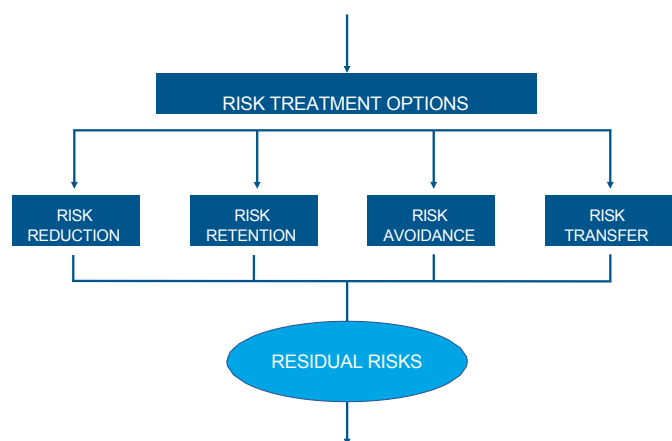 RISK TREATMENT OPTIONS
RISK
REDUCTION
RISK
RETENTION
RISK
AVOIDANCE
RISK
TRANSFER
RESIDUAL RISKS